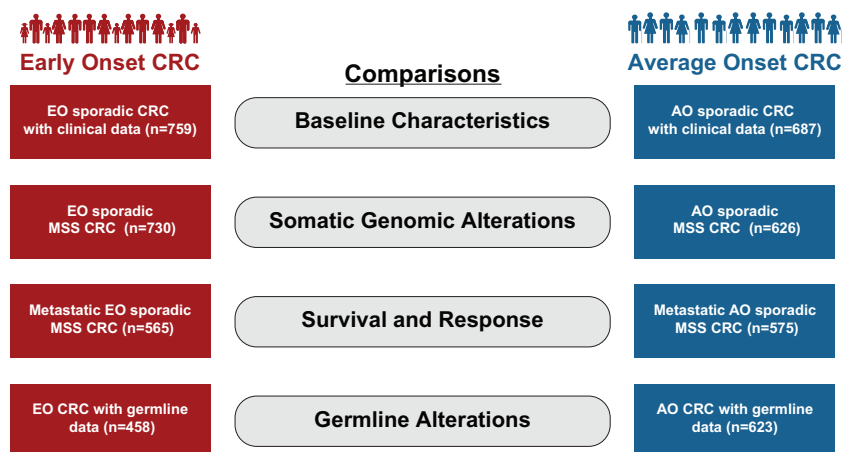 Early Onset CRC
Comparisons
Average Onset CRC
EO sporadic CRC
with clinical data (n=759)
Baseline Characteristics
AO sporadic CRC
with clinical data (n=687)
EO sporadic
MSS CRC (n=730)
Somatic Genomic Alterations
AO sporadic
MSS CRC (n=626)
Metastatic EO sporadic
MSS CRC (n=565)
Survival and Response
Metastatic AO sporadic
MSS CRC (n=575)
EO CRC with germline
data (n=458)
Germline Alterations
AO CRC with germline
data (n=623)